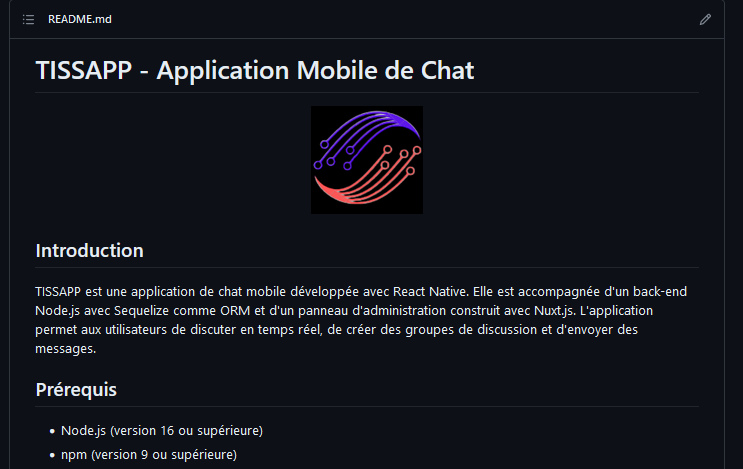 README.md
TISSAPP - Application Mobile de Chat
Introduction
TISSAPP est une application de chat mobile développée avec React Native. Elle est accompagnée d'un back-end
Node.js avec Sequelize comme ORM et d'un panneau d'administration construit avec Nuxt.js. L'application
permet aux utilisateurs de discuter en temps réel, de créer des groupes de discussion et d'envoyer des
messages.
Prérequis
• Node.js (version 16 ou supérieure)
• npm (version 9 ou supérieure)